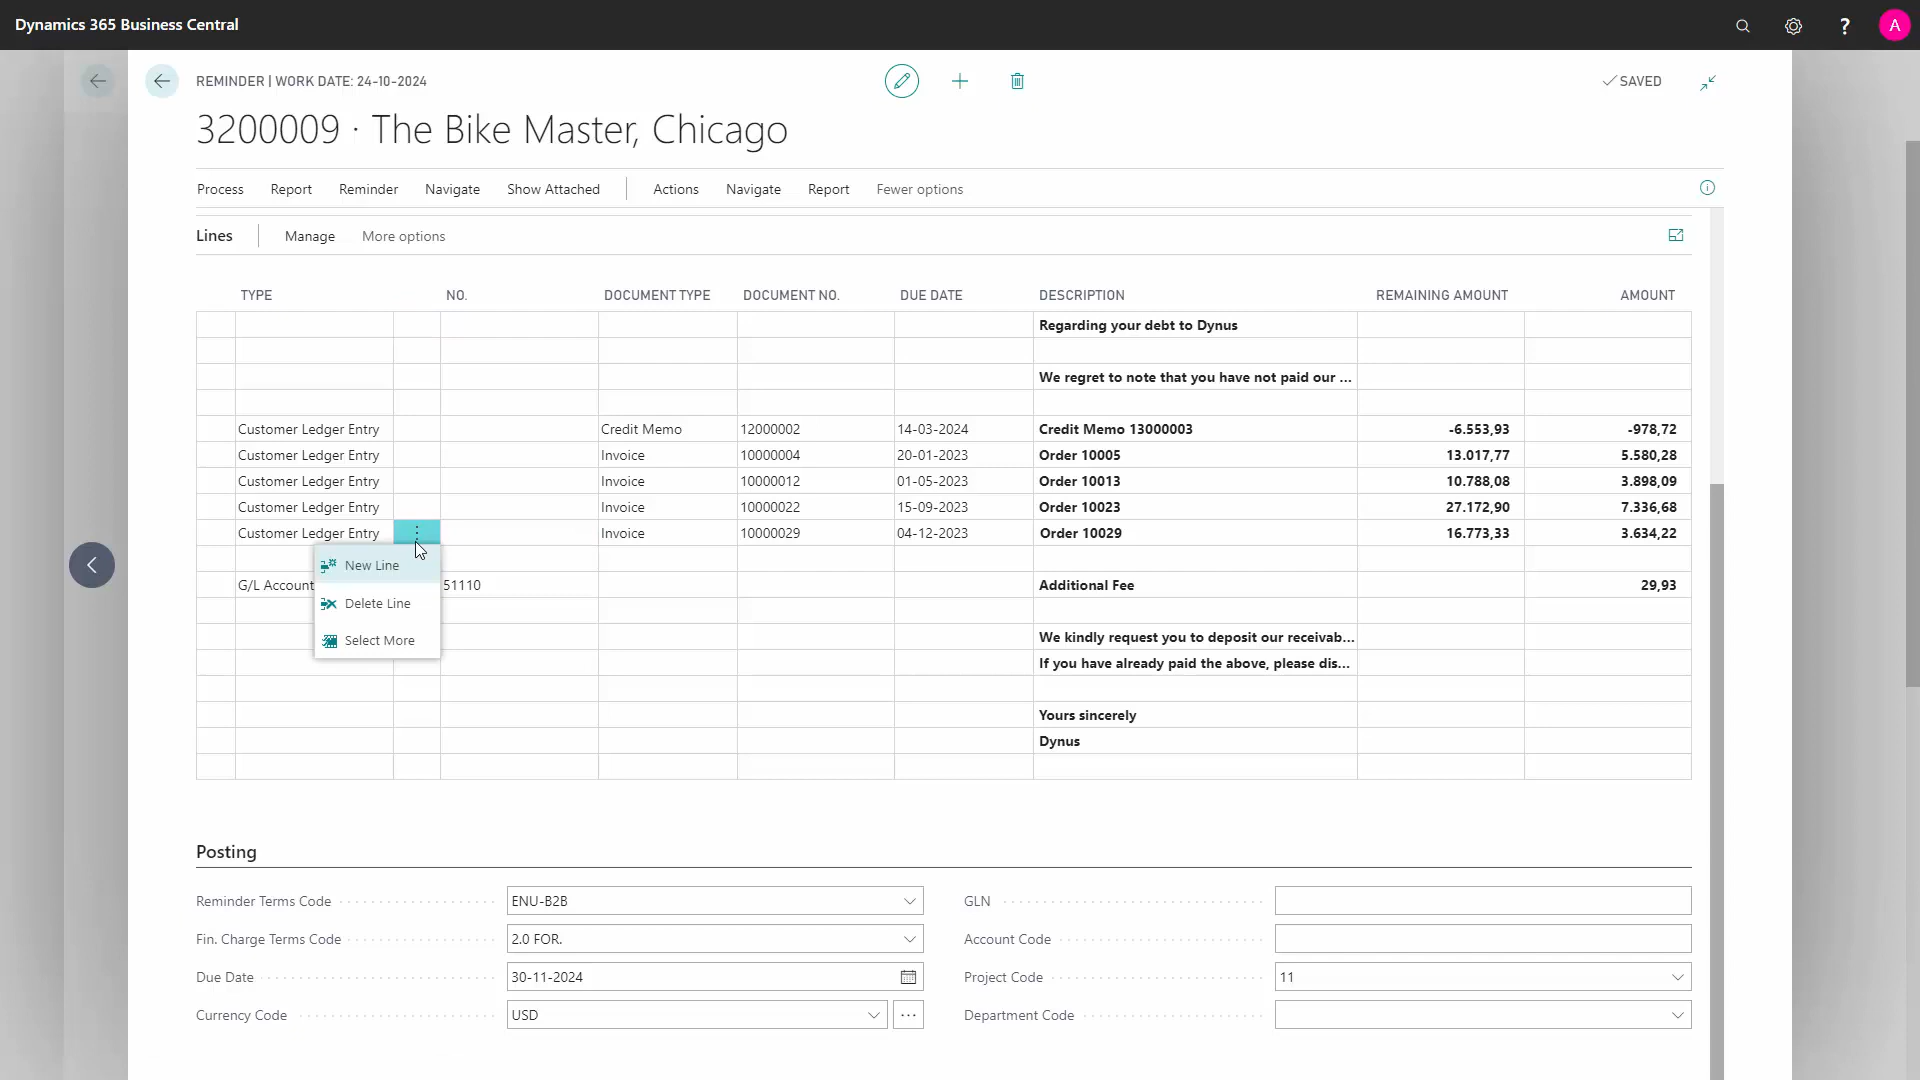 Dynamics 365 Business Central
?
A
REMINDER | WORK DATE: 24-10-2024
SAVED
3200009 · The Bike Master, Chicago
Process Report Reminder Navigate Show Attached Actions Navigate Report Fewer options
Lines Manage More options
TYPE NO. DOCUMENT TYPE DOCUMENT NO. DUE DATE DESCRIPTION REMAINING AMOUNT AMOUNT
Regarding your debt to Dynus
We regret to note that you have not paid our ...
Customer Ledger Entry Credit Memo 12000002 14-03-2024 Credit Memo 13000003 -6.553,93 -978,72
Customer Ledger Entry Invoice 10000004 20-01-2023 Order 10005 13.017,77 5.580,28
Customer Ledger Entry Invoice 10000012 01-05-2023 Order 10013 10.788,08 3.898,09
Customer Ledger Entry Invoice 10000022 15-09-2023 Order 10023 27.172,90 7.336,68
Customer Ledger Entry Invoice 10000029 04-12-2023 Order 10029 16.773,33 3.634,22
New Line
G/L Account 51110 Additional Fee 29,93
Delete Line
We kindly request you to deposit our receivab...
Select More
If you have already paid the above, please dis...
Yours sincerely
Dynus
Posting
Reminder Terms Code ENU-B2B GLN
Fin. Charge Terms Code 2.0 FOR. Account Code
Due Date 30-11-2024 Project Code 11
Currency Code USD Department Code